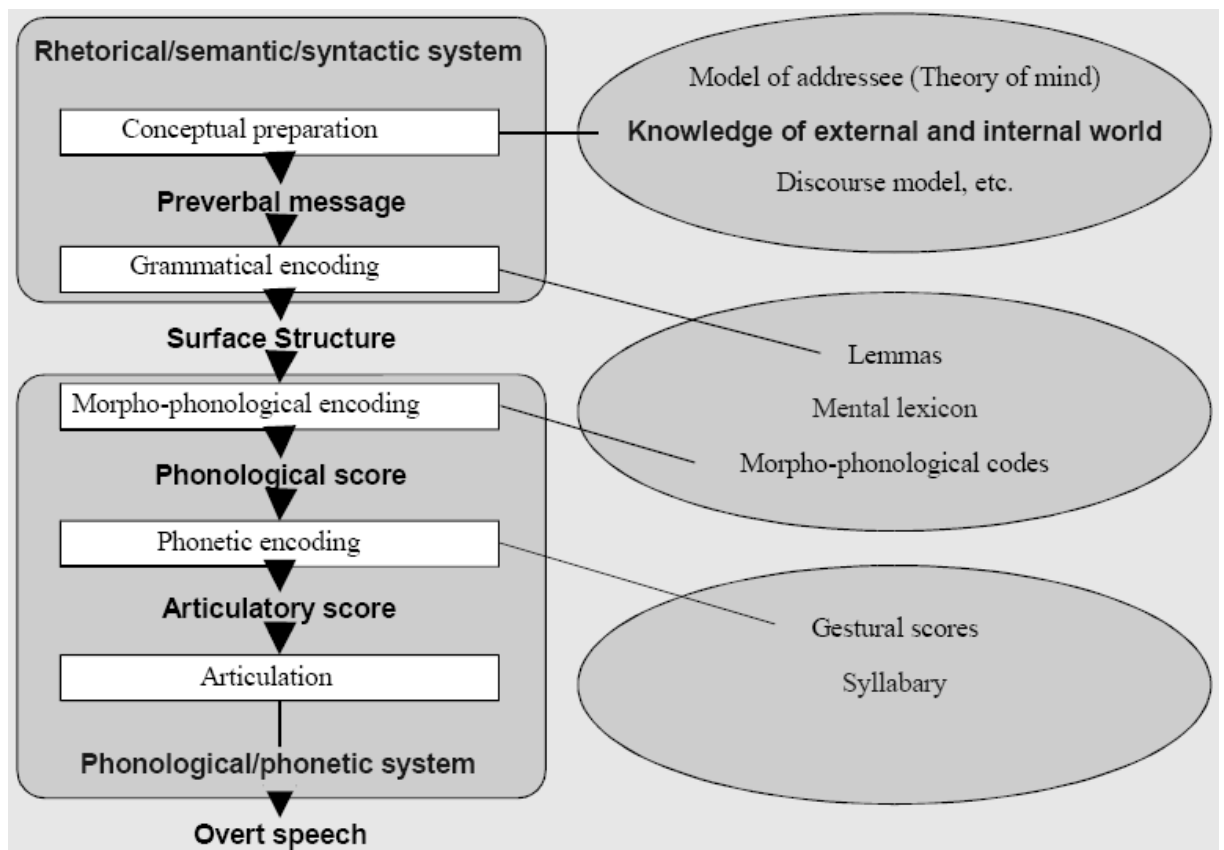 Rhetorical/semantic/syntactic system
Conceptual preparation
Preverbal message
Grammatical encoding
Surface Structure
Morpho-phonological encoding
Phonological score
Phonetic encoding
Articulatory score
Articulation
Phonological/phonetic system
Overt speech
Model of addressee (Theory of mind)
Knowledge of external and internal world
Discourse model, etc.
Lemmas
Mental lexicon
Morpho-phonological codes
Gestural scores
Syllabary